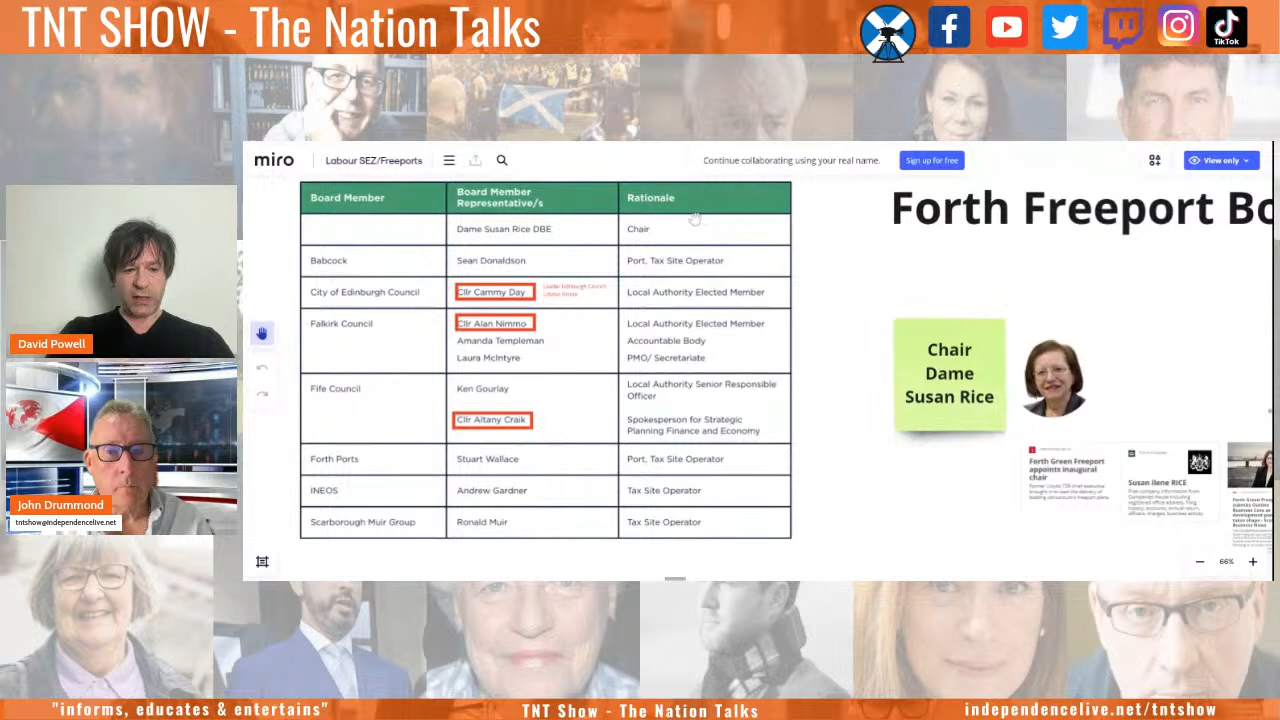 TNT SHOW - The Nation Talks
TikTok
miro
Labour SEZ/Freeports
Continue collaborating using your real name.
Sign up for free
View only
Board Member
Board Member Representative/s
Rationale
Dame Susan Rice DBE
Chair
Babcock
Sean Donaldson
Port, Tax Site Operator
City of Edinburgh Council
Cllr Cammy Day
Leader Edinburgh Council
Local Authority Elected Member
Falkirk Council
Cllr Alan Nimmo
Local Authority Elected Member
Amanda Templeman
Accountable Body
Laura McIntyre
PMO/ Secretariate
Fife Council
Ken Gourlay
Local Authority Senior Responsible
Officer
Cllr Altany Craik
Spokesperson for Strategic
Planning Finance and Economy
Forth Ports
Stuart Wallace
Port, Tax Site Operator
INEOS
Andrew Gardner
Tax Site Operator
Scarborough Muir Group
Ronald Muir
Tax Site Operator
Forth Freeport Bo
Chair
Dame
Susan Rice
Forth Green Freeport
appoints inaugural
chair
Susan Ilene RICE
66%
David Powell
John Drummond
tntshow@independencelive.net
"informs, educates & entertains"
TNT Show - The Nation Talks
independencelive.net/tntshow